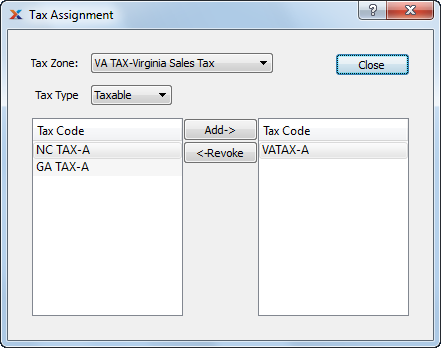 Tax Assignment
Tax Zone: VA TAX-Virginia Sales Tax
Close
Tax Type Taxable
Tax Code Add-> Tax Code
NC TAX-A <-Revoke VATAX-A
GA TAX-A